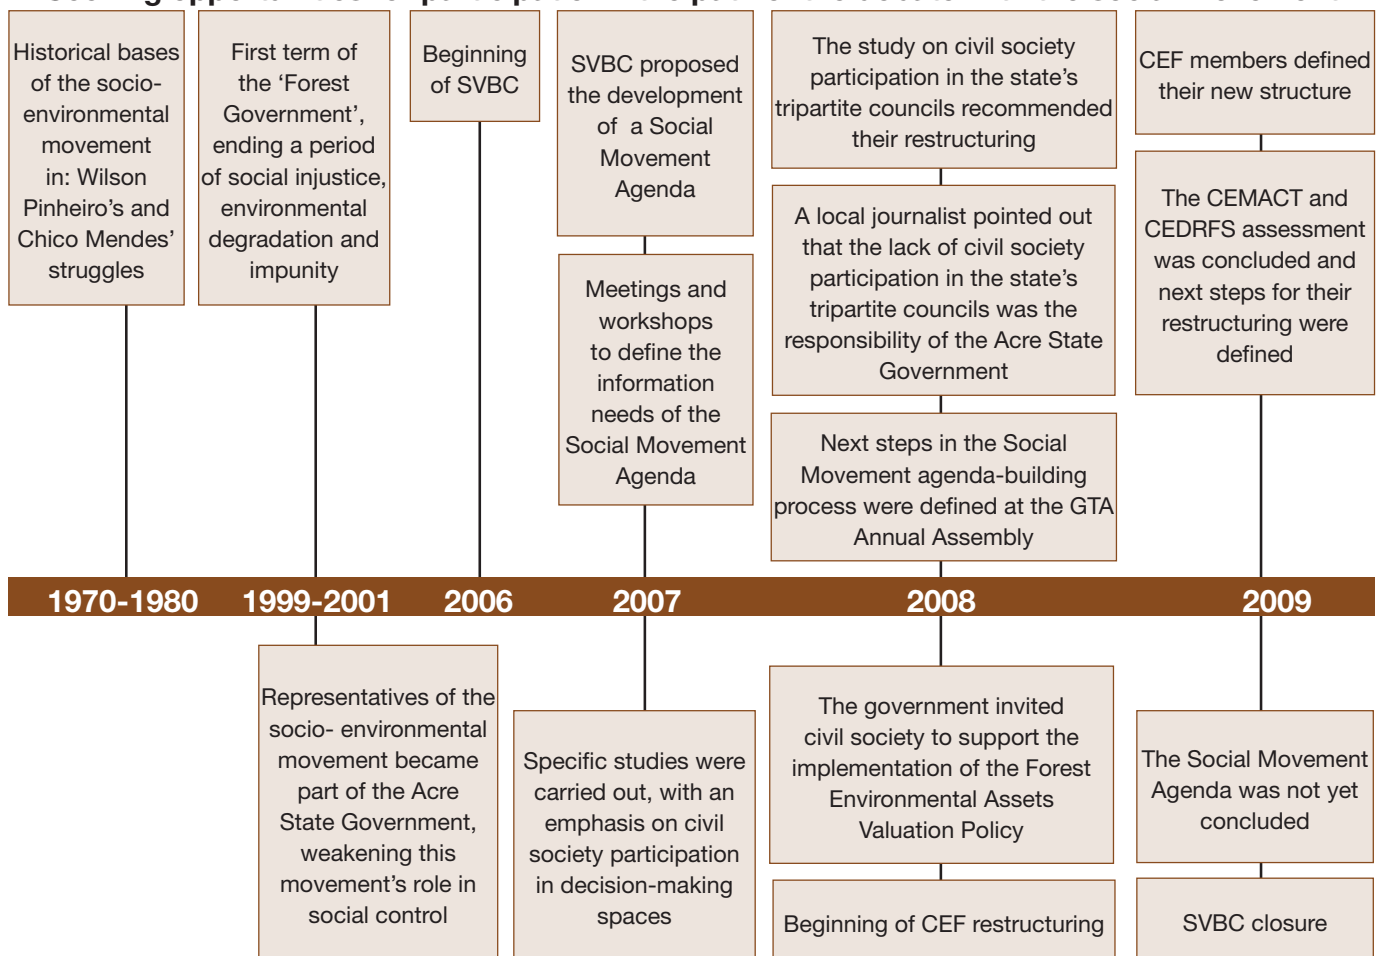 Historical bases
of the socio-
environmental
movement
in: Wilson
Pinheiro's and
Chico Mendes'
struggles
First term of
the 'Forest
Government',
ending a period
of social injustice,
environmental
degradation and
impunity
Beginning
of SVBC
SVBC proposed
the development
of a Social
Movement
Agenda
Meetings and
workshops
to define the
information
needs of the
Social Movement
Agenda
The study on civil society
participation in the state's
tripartite councils recommended
their restructuring
A local journalist pointed out
that the lack of civil society
participation in the state's
tripartite councils was the
responsibility of the Acre State
Government
Next steps in the Social
Movement agenda-building
process were defined at the GTA
Annual Assembly
CEF members defined
their new structure
The CEMACT and
CEDRFS assessment
was concluded and
next steps for their
restructuring were
defined
1970-1980 1999-2001 2006 2007 2008 2009
Representatives of the
socio- environmental
movement became
part of the Acre
State Government,
weakening this
movement's role in
social control
Specific studies were
carried out, with an
emphasis on civil
society participation
in decision-making
spaces
The government invited
civil society to support the
implementation of the Forest
Environmental Assets
Valuation Policy
Beginning of CEF restructuring
The Social Movement
Agenda was not yet
concluded
SVBC closure